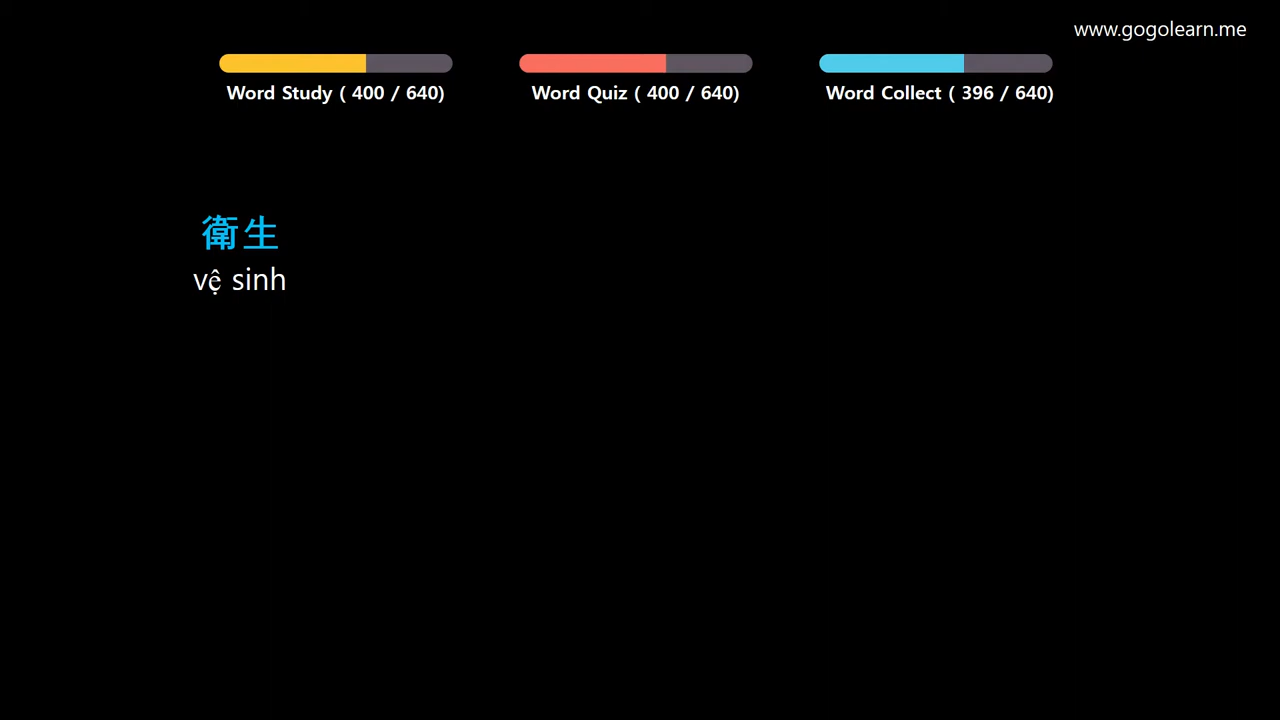 www.gogolearn.me
Word Study ( 400 / 640)
Word Quiz ( 400 / 640)
Word Collect ( 396 / 640)
衛生
vệ sinh